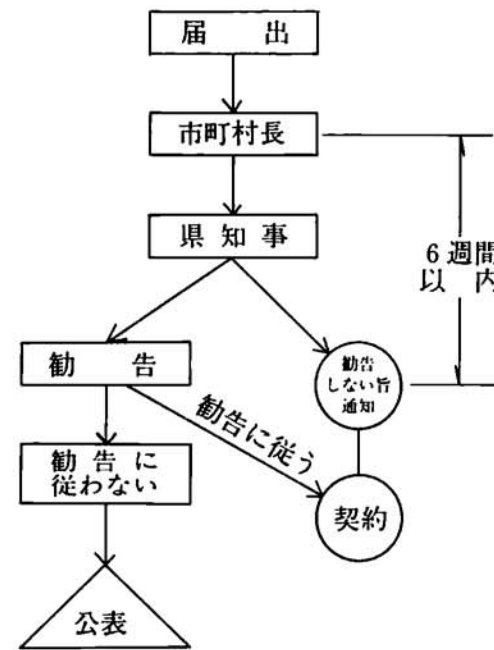 届出
市町村長
県知事
6週間
以内
勧告
勧告
しない旨
通知
勧告に従う
勧告に
従わない
契約
公表